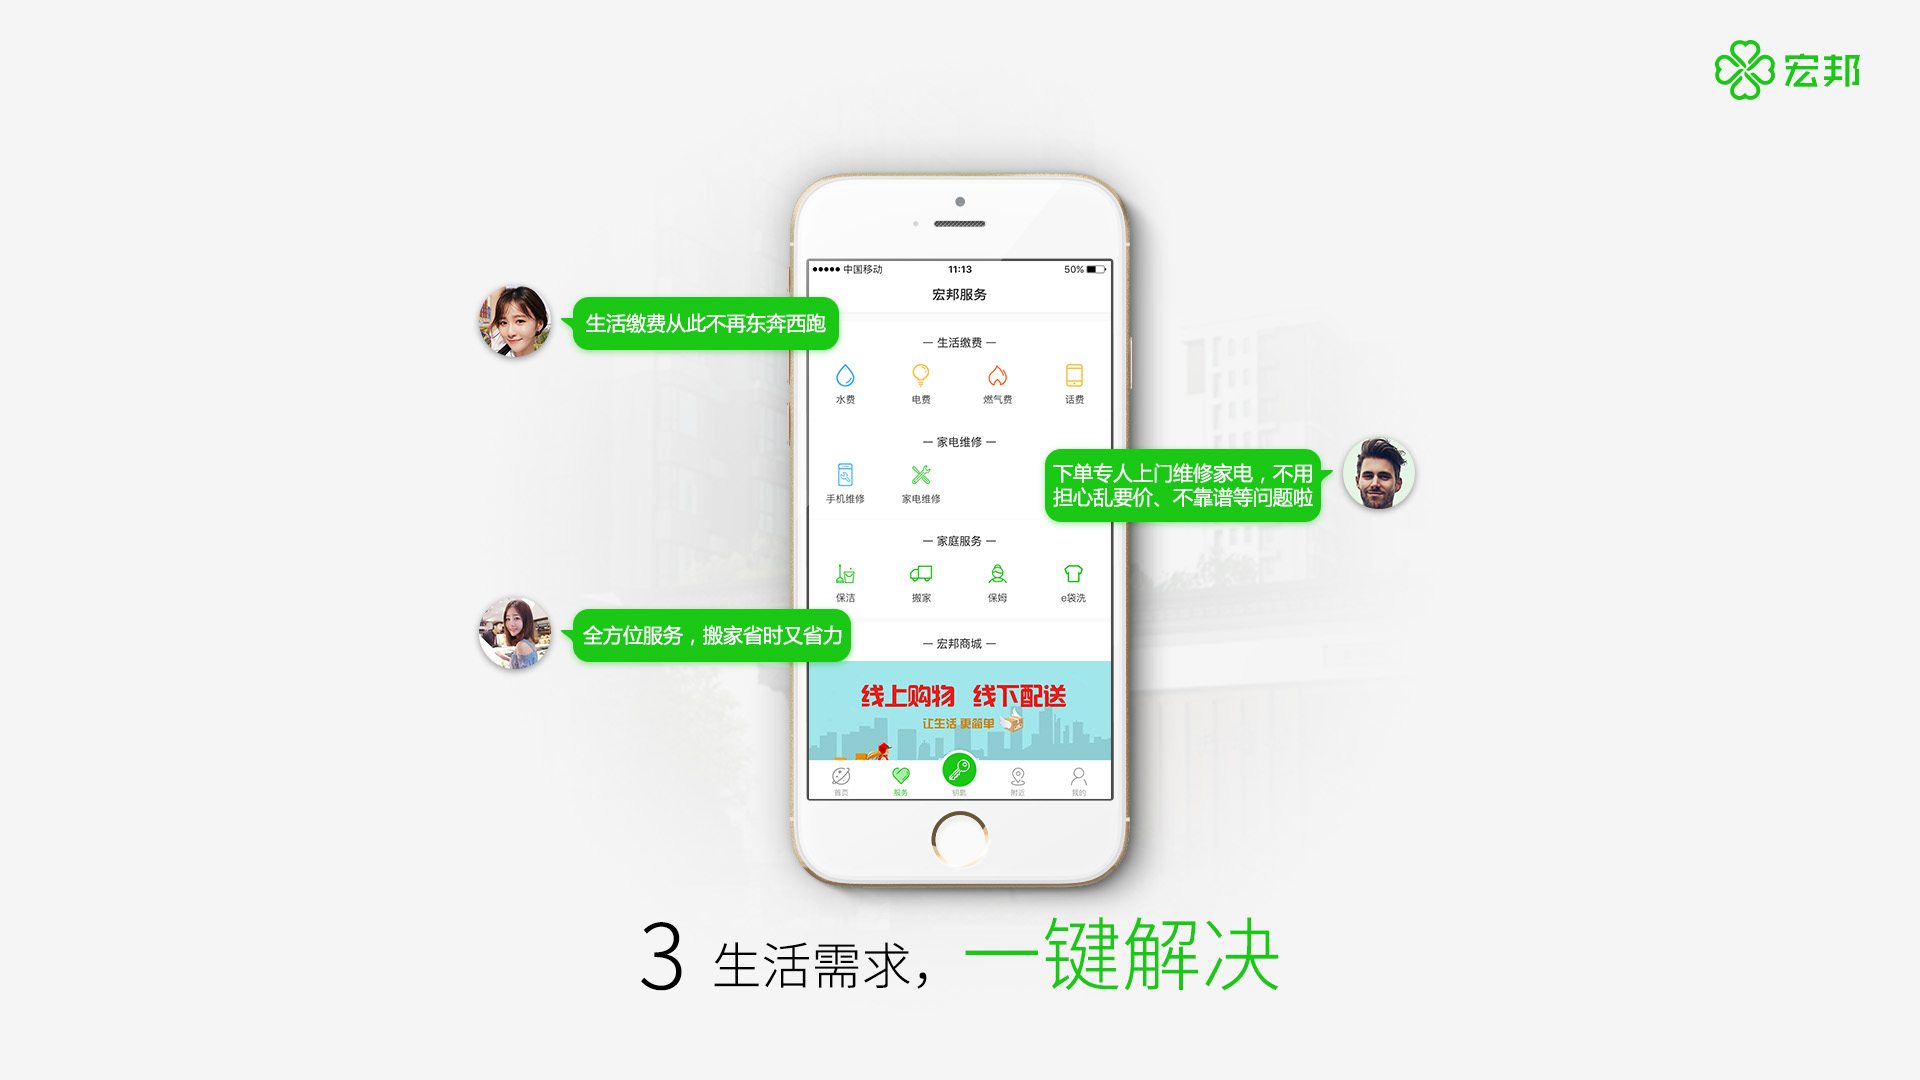 宏邦
●●●●● 中国移动 11:13 50%
宏邦服务
生活缴费从此不再东奔西跑
— 生活缴费 —
水费 电费 燃气费 话费
— 家电维修 —
下单专人上门维修家电，不用
担心乱要价、不靠谱等问题啦
手机维修 家电维修
— 家庭服务 —
保洁 搬家 保姆 e袋洗
全方位服务，搬家省时又省力
— 宏邦商城 —
线上购物 线下配送
让生活 更简单
首页 服务 钥匙 附近 我的
3 生活需求，一键解决